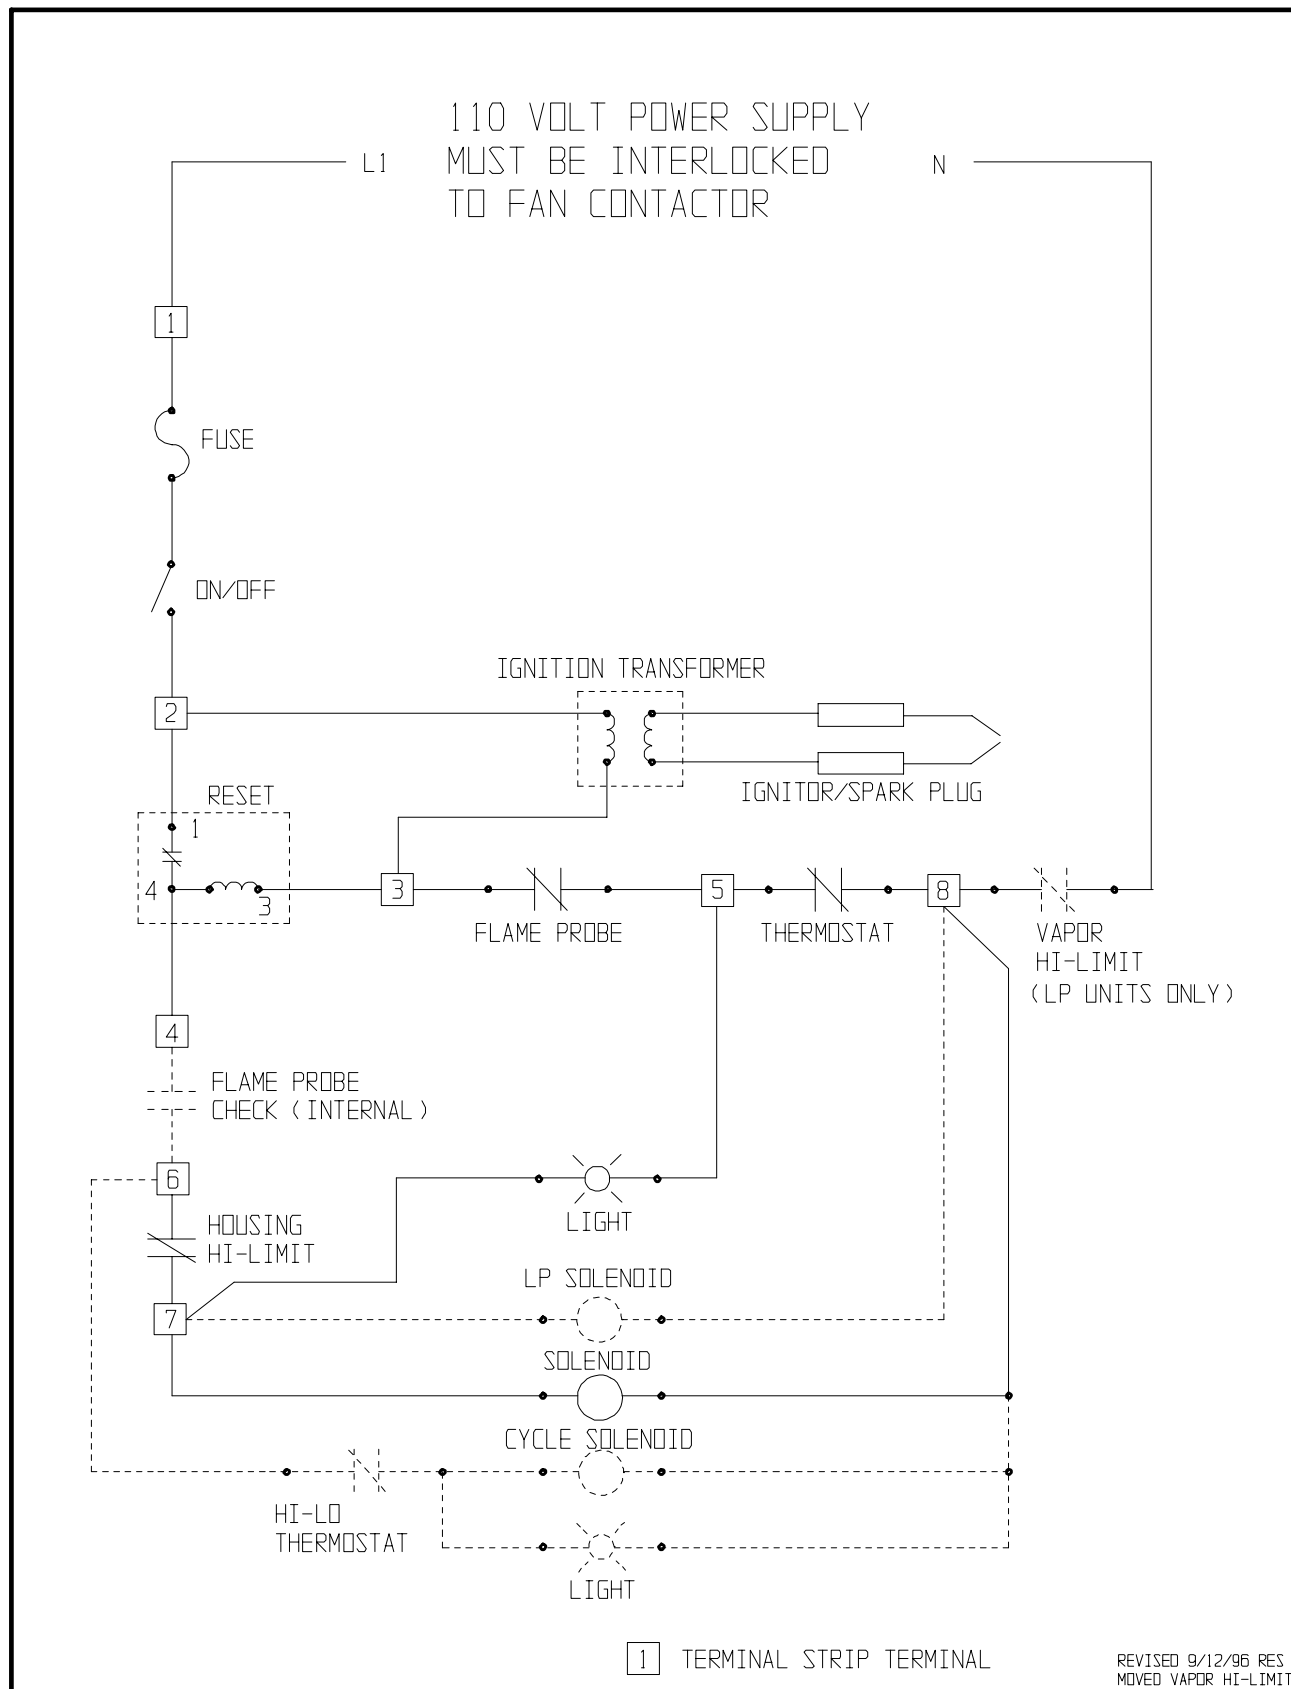 110 VOLT POWER SUPPLY
L1 MUST BE INTERLOCKED N
TO FAN CONTACTOR
1
FUSE
ON/OFF
IGNITION TRANSFORMER
2
IGNITOR/SPARK PLUG
RESET
1
4 3 3 5 8
FLAME PROBE THERMOSTAT VAPOR
HI-LIMIT
(LP UNITS ONLY)
4
FLAME PROBE
CHECK (INTERNAL)
6
LIGHT
HOUSING
HI-LIMIT
LP SOLENOID
7
SOLENOID
CYCLE SOLENOID
HI-LO
THERMOSTAT
LIGHT
1 TERMINAL STRIP TERMINAL
REVISED 9/12/96 RES
MOVED VAPOR HI-LIMIT